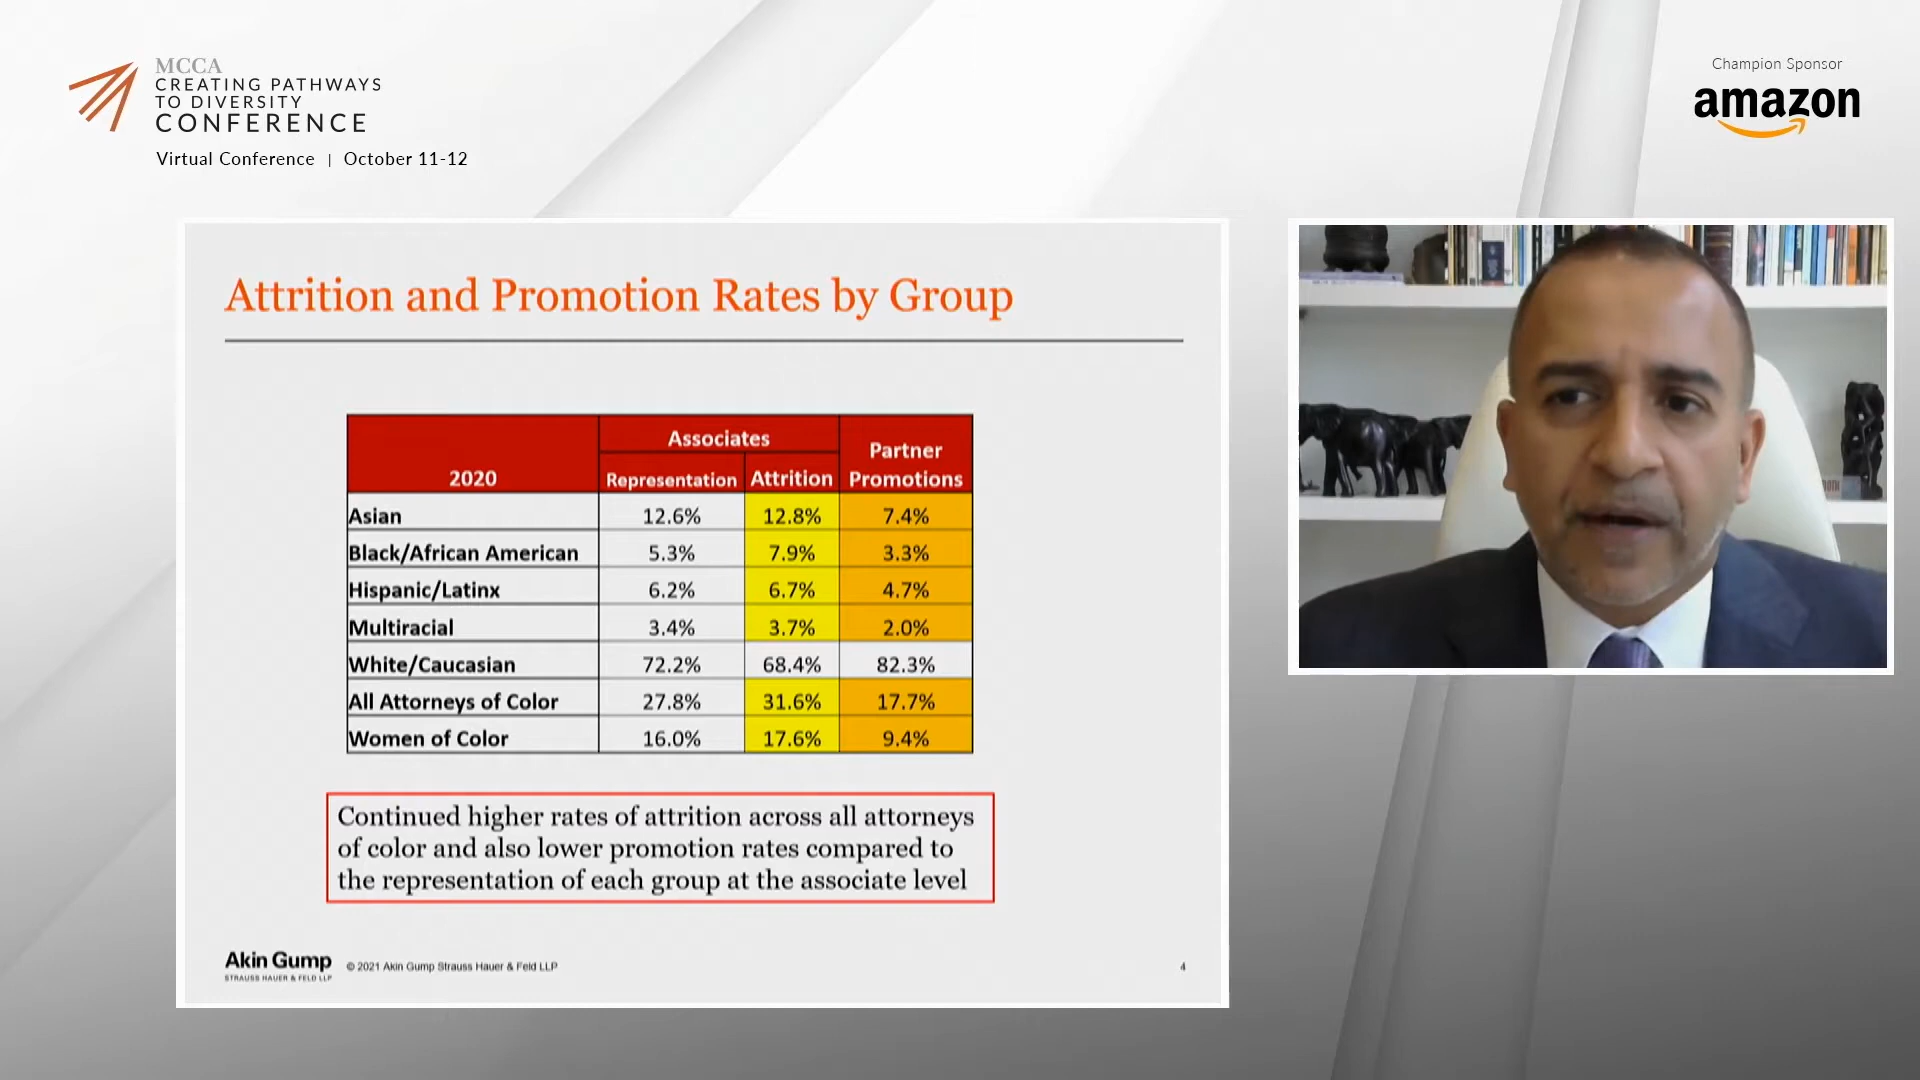 MCCA
CREATING PATHWAYS
TO DIVERSITY
CONFERENCE
Virtual Conference | October 11-12
Champion Sponsor
amazon
Attrition and Promotion Rates by Group
2020 Associates Partner Promotions
Representation Attrition
Asian 12.6% 12.8% 7.4%
Black/African American 5.3% 7.9% 3.3%
Hispanic/Latinx 6.2% 6.7% 4.7%
Multiracial 3.4% 3.7% 2.0%
White/Caucasian 72.2% 68.4% 82.3%
All Attorneys of Color 27.8% 31.6% 17.7%
Women of Color 16.0% 17.6% 9.4%
Continued higher rates of attrition across all attorneys
of color and also lower promotion rates compared to
the representation of each group at the associate level
Akin Gump
STRAUSS HAUER & FELD LLP
© 2021 Akin Gump Strauss Hauer & Feld LLP
4